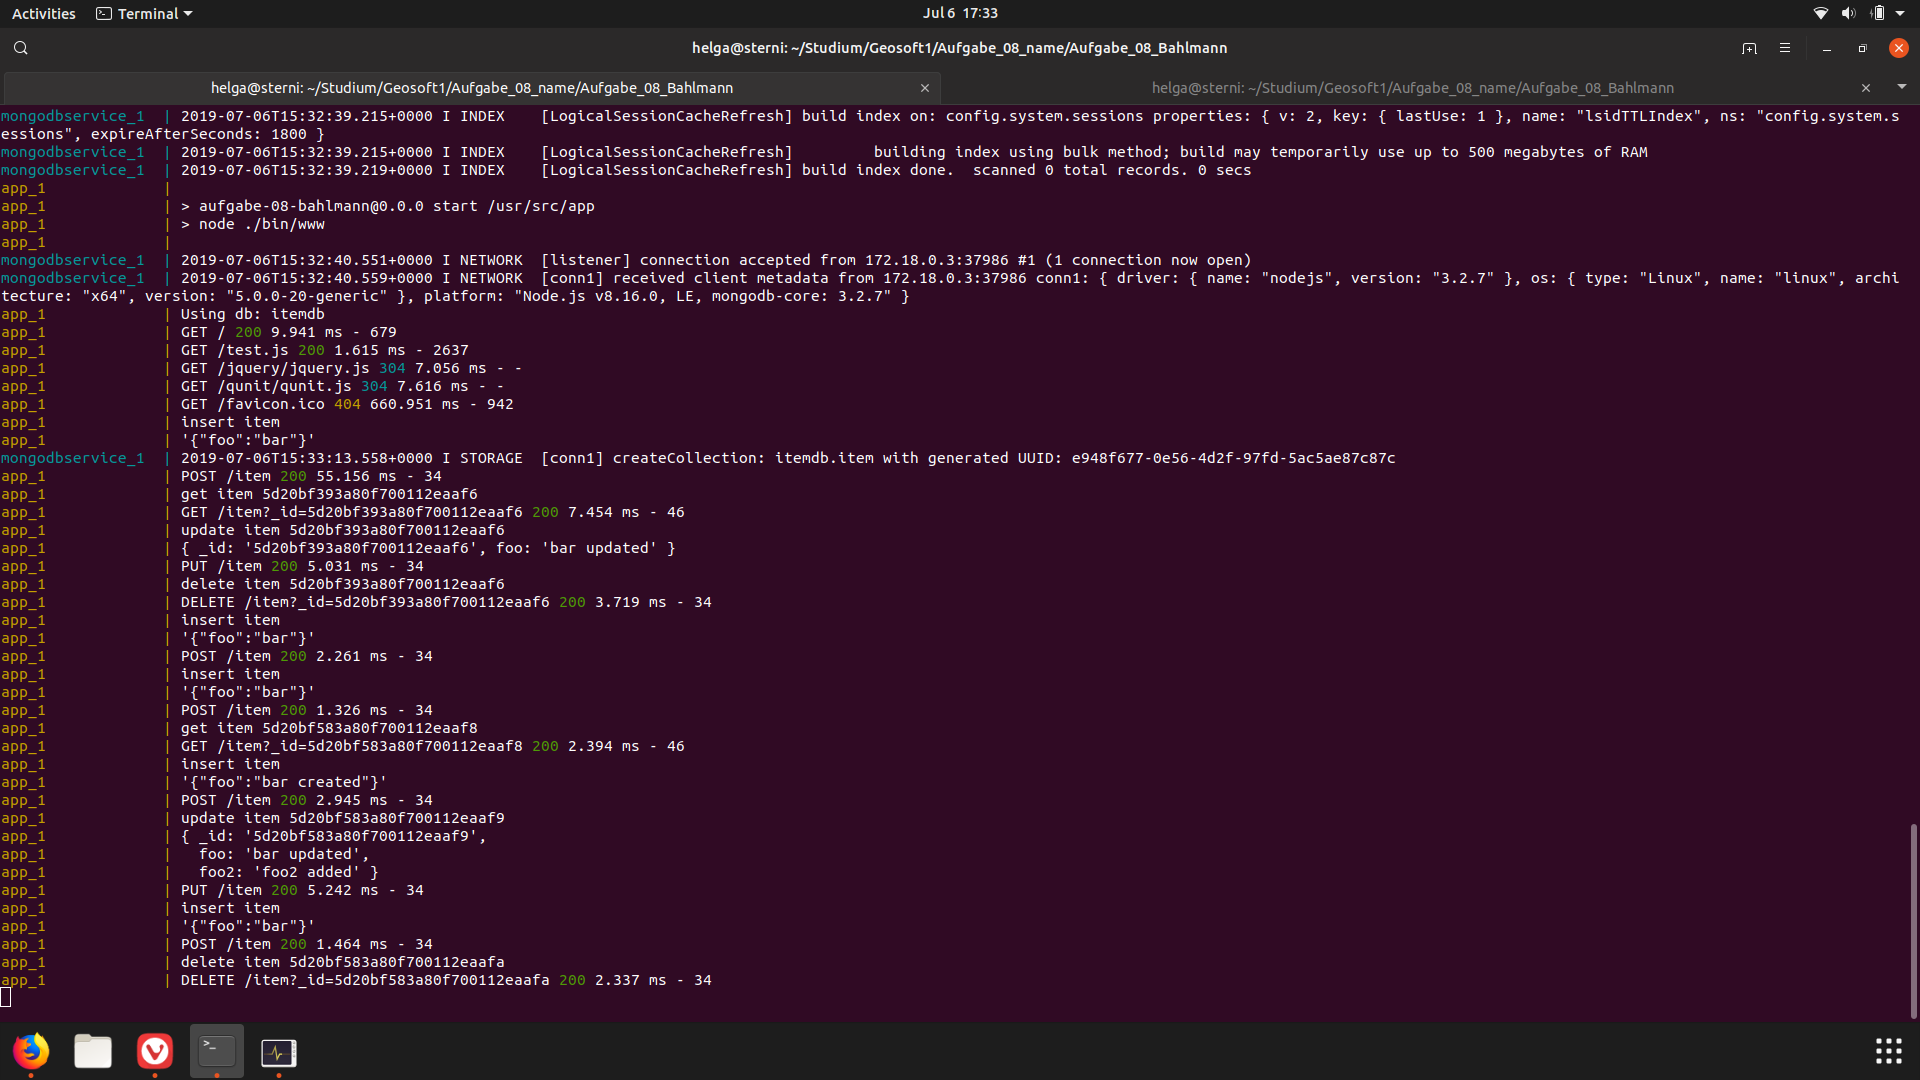 Activities Terminal Jul 6 17:33
helga@sterni: ~/Studium/Geosoft1/Aufgabe_08_name/Aufgabe_08_Bahlmann
helga@sterni: ~/Studium/Geosoft1/Aufgabe_08_name/Aufgabe_08_Bahlmann helga@sterni: ~/Studium/Geosoft1/Aufgabe_08_name/Aufgabe_08_Bahlmann
mongodbservice_1  | 2019-07-06T15:32:39.215+0000 I INDEX    [LogicalSessionCacheRefresh] build index on: config.system.sessions properties: { v: 2, key: { lastUse: 1 }, name: "lsidTTLIndex", ns: "config.system.s
essions", expireAfterSeconds: 1800 }
mongodbservice_1  | 2019-07-06T15:32:39.215+0000 I INDEX    [LogicalSessionCacheRefresh]         building index using bulk method; build may temporarily use up to 500 megabytes of RAM
mongodbservice_1  | 2019-07-06T15:32:39.219+0000 I INDEX    [LogicalSessionCacheRefresh] build index done.  scanned 0 total records. 0 secs
app_1             |
app_1             | > aufgabe-08-bahlmann@0.0.0 start /usr/src/app
app_1             | > node ./bin/www
app_1             |
mongodbservice_1  | 2019-07-06T15:32:40.551+0000 I NETWORK  [listener] connection accepted from 172.18.0.3:37986 #1 (1 connection now open)
mongodbservice_1  | 2019-07-06T15:32:40.559+0000 I NETWORK  [conn1] received client metadata from 172.18.0.3:37986 conn1: { driver: { name: "nodejs", version: "3.2.7" }, os: { type: "Linux", name: "linux", archi
tecture: "x64", version: "5.0.0-20-generic" }, platform: "Node.js v8.16.0, LE, mongodb-core: 3.2.7" }
app_1             | Using db: itemdb
app_1             | GET / 200 9.941 ms - 679
app_1             | GET /test.js 200 1.615 ms - 2637
app_1             | GET /jquery/jquery.js 304 7.056 ms - -
app_1             | GET /qunit/qunit.js 304 7.616 ms - -
app_1             | GET /favicon.ico 404 660.951 ms - 942
app_1             | insert item
app_1             | '{"foo":"bar"}'
mongodbservice_1  | 2019-07-06T15:33:13.558+0000 I STORAGE  [conn1] createCollection: itemdb.item with generated UUID: e948f677-0e56-4d2f-97fd-5ac5ae87c87c
app_1             | POST /item 200 55.156 ms - 34
app_1             | get item 5d20bf393a80f700112eaaf6
app_1             | GET /item?_id=5d20bf393a80f700112eaaf6 200 7.454 ms - 46
app_1             | update item 5d20bf393a80f700112eaaf6
app_1             | { _id: '5d20bf393a80f700112eaaf6', foo: 'bar updated' }
app_1             | PUT /item 200 5.031 ms - 34
app_1             | delete item 5d20bf393a80f700112eaaf6
app_1             | DELETE /item?_id=5d20bf393a80f700112eaaf6 200 3.719 ms - 34
app_1             | insert item
app_1             | '{"foo":"bar"}'
app_1             | POST /item 200 2.261 ms - 34
app_1             | insert item
app_1             | '{"foo":"bar"}'
app_1             | POST /item 200 1.326 ms - 34
app_1             | get item 5d20bf583a80f700112eaaf8
app_1             | GET /item?_id=5d20bf583a80f700112eaaf8 200 2.394 ms - 46
app_1             | insert item
app_1             | '{"foo":"bar created"}'
app_1             | POST /item 200 2.945 ms - 34
app_1             | update item 5d20bf583a80f700112eaaf9
app_1             | { _id: '5d20bf583a80f700112eaaf9',
app_1             |   foo: 'bar updated',
app_1             |   foo2: 'foo2 added' }
app_1             | PUT /item 200 5.242 ms - 34
app_1             | insert item
app_1             | '{"foo":"bar"}'
app_1             | POST /item 200 1.464 ms - 34
app_1             | delete item 5d20bf583a80f700112eaafa
app_1             | DELETE /item?_id=5d20bf583a80f700112eaafa 200 2.337 ms - 34